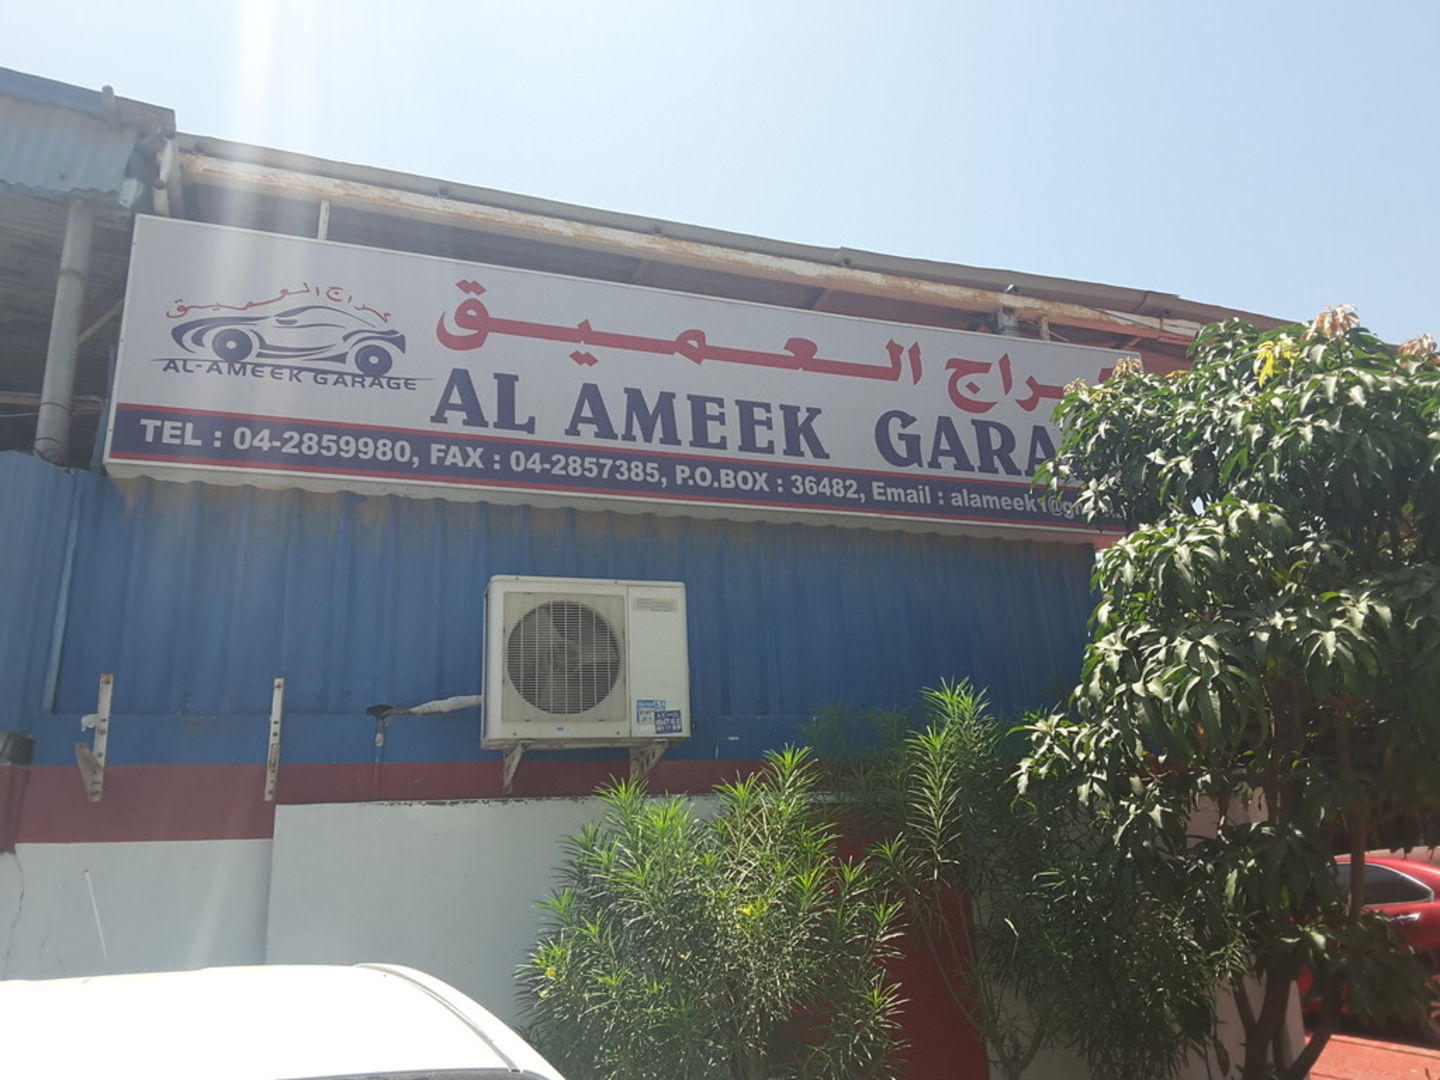 كراج العميق
AL-AMEEK GARAGE
كراج العميق
AL AMEEK GARA
TEL : 04-2859980, FAX : 04-2857385, P.O.BOX : 36482, Email : alameek1@g